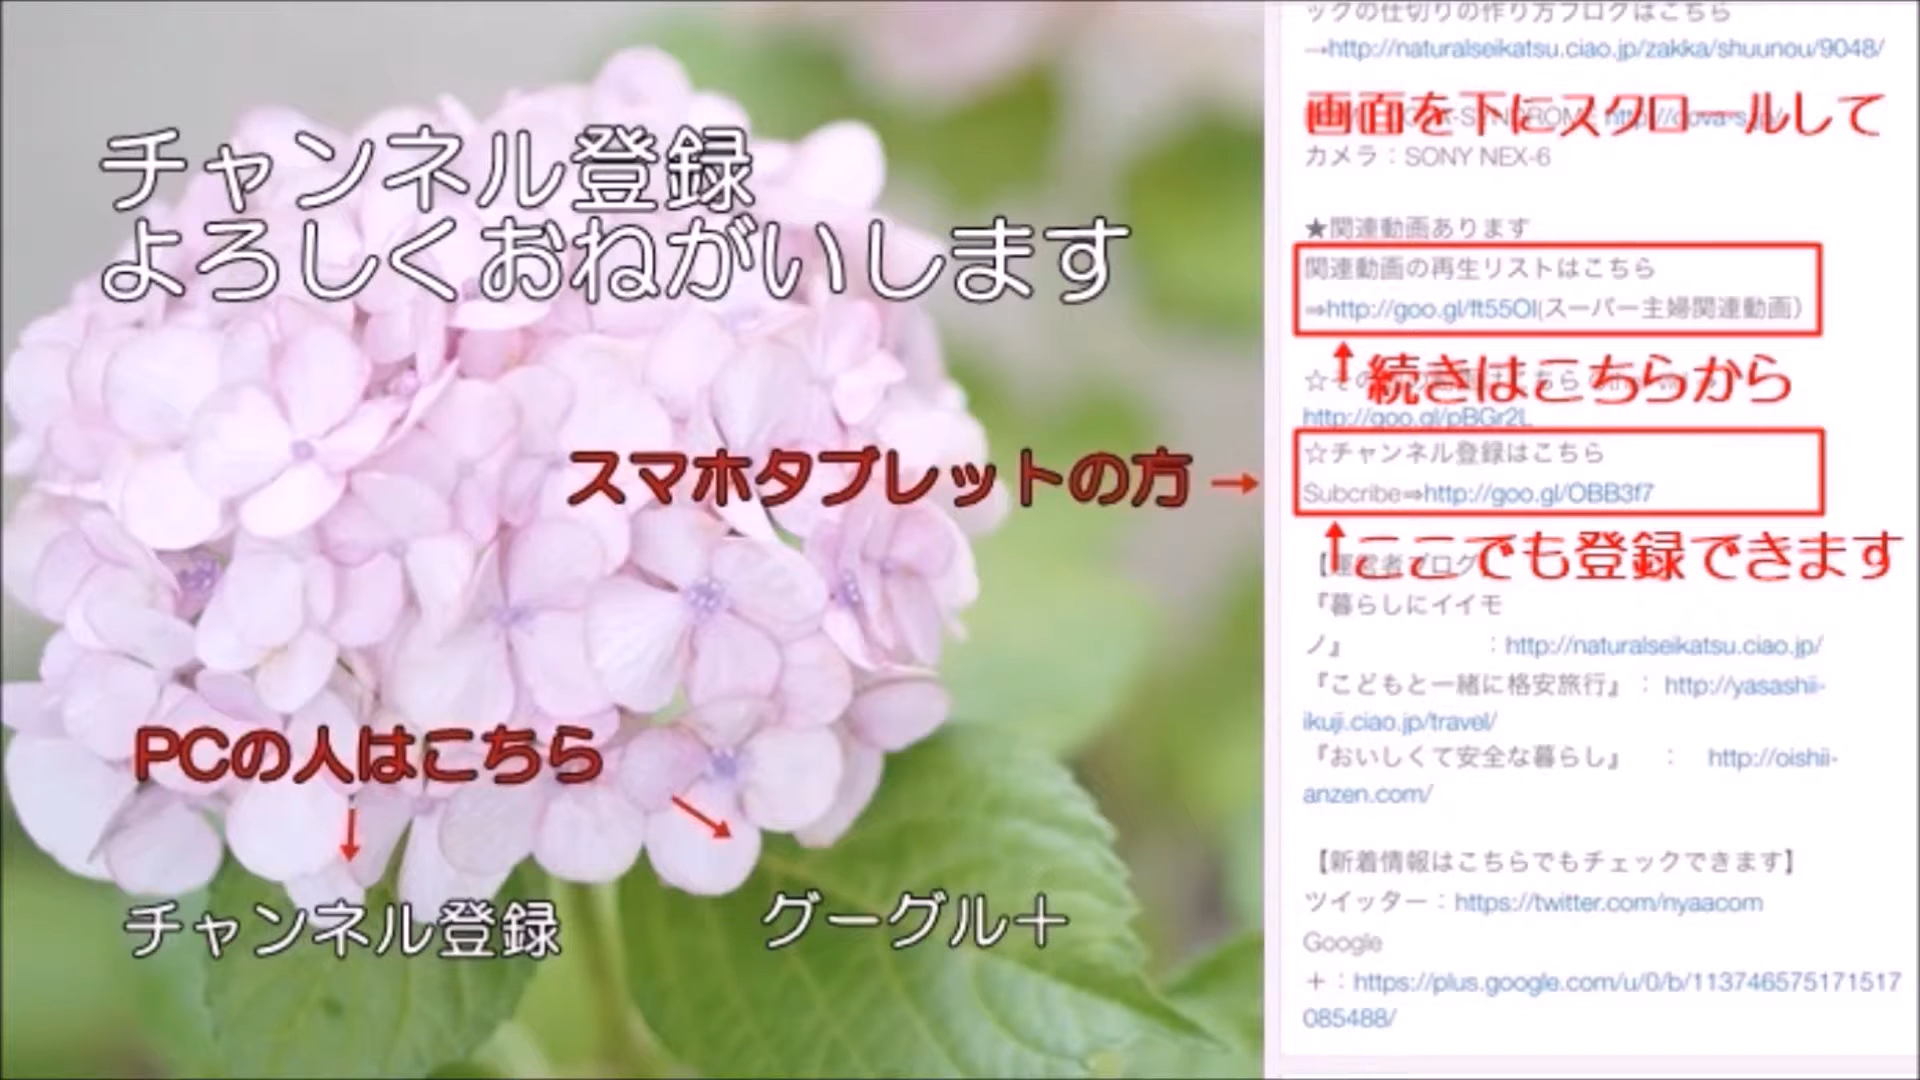 チャンネル登録
よろしくおねがいします
スマホタブレットの方→
PCの人はこちら
↓
↘
チャンネル登録
グーグル＋
ックの仕切りの作り方ブログはこちら
→http://naturalseikatsu.ciao.jp/zakka/shuunou/9048/
画面を下にスクロールして
カメラ：SONY NEX-6
★関連動画あります
関連動画の再生リストはこちら
⇒http://goo.gl/ft55OI(スーパー主婦関連動画）
↑続きはこちらから
http://goo.gl/pBGr2L
☆チャンネル登録はこちら
Subcribe⇒http://goo.gl/OBB3f7
↑ここでも登録できます
【運営者ブログ
『暮らしにイイモ
ノ』　　　　　　：http://naturalseikatsu.ciao.jp/
『こどもと一緒に格安旅行』：http://yasashii-
ikuji.ciao.jp/travel/
『おいしくて安全な暮らし』　：　http://oishii-
anzen.com/
【新着情報はこちらでもチェックできます】
ツイッター：https://twitter.com/nyaacom
Google
＋：https://plus.google.com/u/0/b/113746575171517
085488/